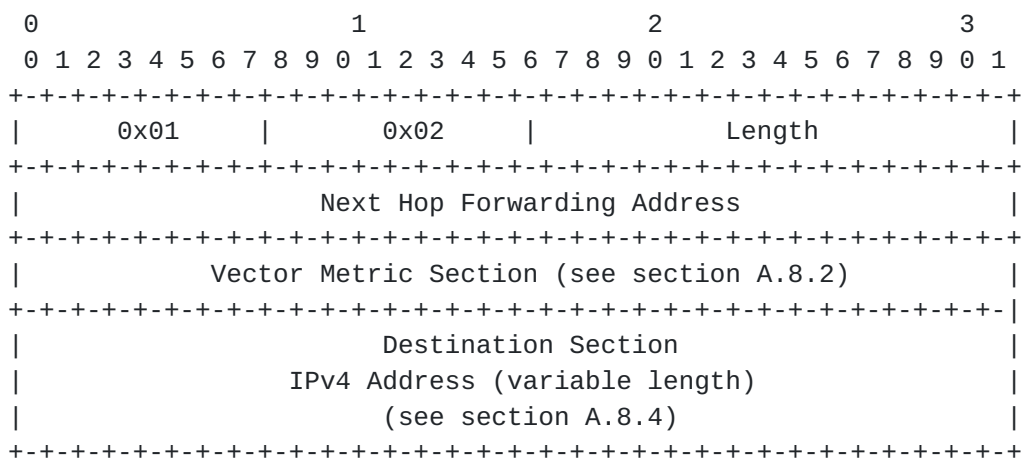 0                   1                   2                   3
0 1 2 3 4 5 6 7 8 9 0 1 2 3 4 5 6 7 8 9 0 1 2 3 4 5 6 7 8 9 0 1
+-+-+-+-+-+-+-+-+-+-+-+-+-+-+-+-+-+-+-+-+-+-+-+-+-+-+-+-+-+-+-+-+
|      0x01     |       0x02     |            Length            |
+-+-+-+-+-+-+-+-+-+-+-+-+-+-+-+-+-+-+-+-+-+-+-+-+-+-+-+-+-+-+-+-+
|                   Next Hop Forwarding Address                 |
+-+-+-+-+-+-+-+-+-+-+-+-+-+-+-+-+-+-+-+-+-+-+-+-+-+-+-+-+-+-+-+-+
|            Vector Metric Section (see section A.8.2)          |
+-+-+-+-+-+-+-+-+-+-+-+-+-+-+-+-+-+-+-+-+-+-+-+-+-+-+-+-+-+-+-+-|
|                       Destination Section                     |
|                 IPv4 Address (variable length)                |
|                       (see section A.8.4)                     |
+-+-+-+-+-+-+-+-+-+-+-+-+-+-+-+-+-+-+-+-+-+-+-+-+-+-+-+-+-+-+-+-+